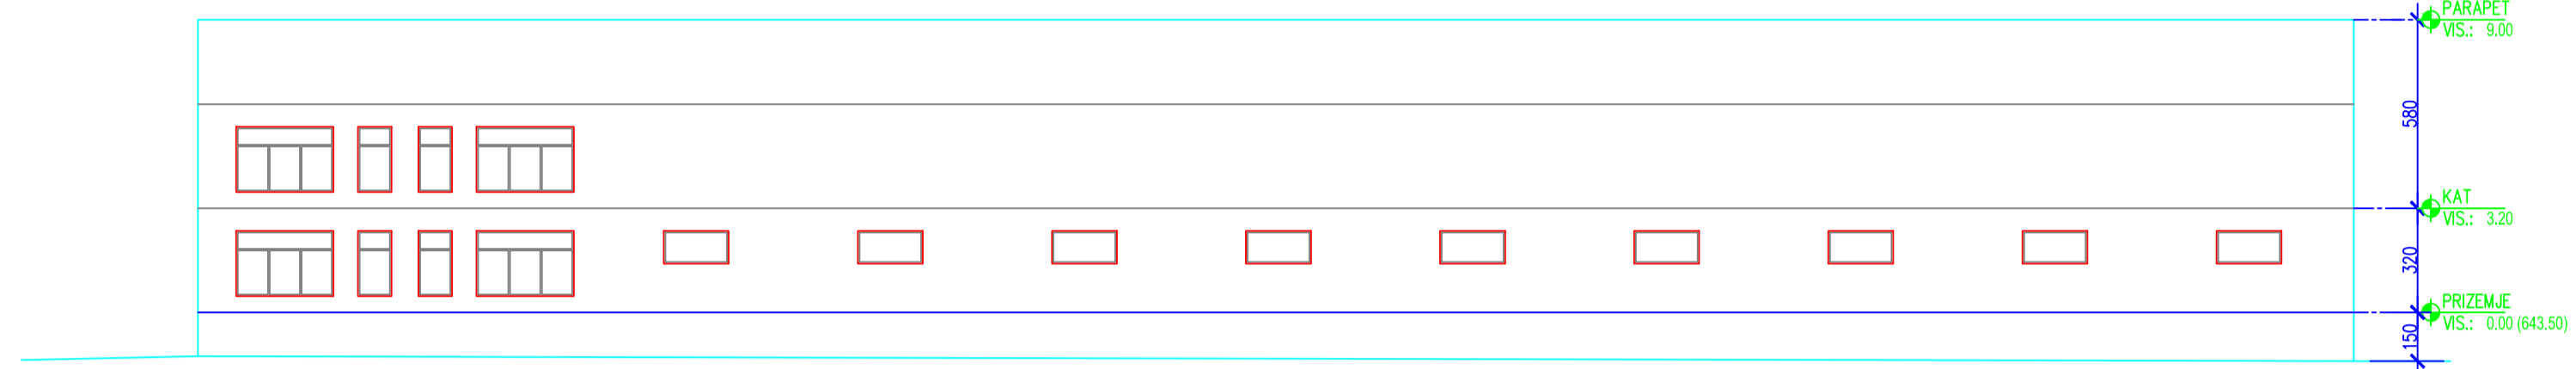 PARAPET
VIS.: 9.00
580
KAT
VIS.: 3.20
320
PRIZEMJE
VIS.: 0.00 (643.50)
150